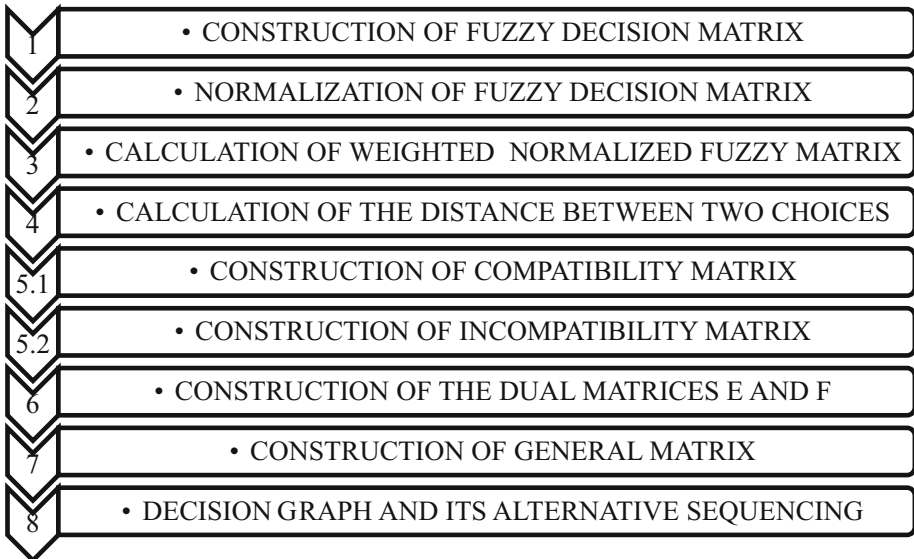 1 • CONSTRUCTION OF FUZZY DECISION MATRIX
2 • NORMALIZATION OF FUZZY DECISION MATRIX
3 • CALCULATION OF WEIGHTED NORMALIZED FUZZY MATRIX
4 • CALCULATION OF THE DISTANCE BETWEEN TWO CHOICES
5.1 • CONSTRUCTION OF COMPATIBILITY MATRIX
5.2 • CONSTRUCTION OF INCOMPATIBILITY MATRIX
6 • CONSTRUCTION OF THE DUAL MATRICES E AND F
7 • CONSTRUCTION OF GENERAL MATRIX
8 • DECISION GRAPH AND ITS ALTERNATIVE SEQUENCING